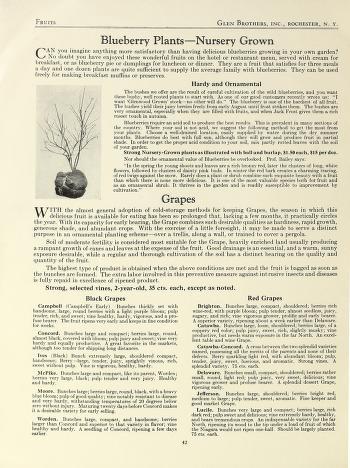 FRUITS GLEN BROTHERS, INC., ROCHESTER, N. Y.
Blueberry Plants—Nursery Grown
CAN you imagine anything more satisfactory than having delicious blueberries growing in your own garden?
No doubt you have enjoyed these wonderful fruits on the hotel or restaurant menu, served with cream for
breakfast, or as blueberry pie or dumplings for luncheon or dinner. They are a fruit that satisfies for three meals
a day and one dozen plants are quite sufficient to supply the average family with blueberries. They can be used
freely for making breakfast muffins or preserves.
Hardy and Ornamental
The bushes we offer are the result of careful cultivation of the wild blueberries, and you want
these bushy, well rooted plants to start with. As one of our good customers recently wrote us: "I
want 'Glenwood Grown' stock—no other will do." The blueberry is one of the hardiest of all fruit.
The bushes yield their juicy berries freely from early August until frost strikes them. The bushes are
very ornamental, especially when they are filled with fruits, and when Jack Frost gives them a rich
russet touch in autumn.
Blueberries require an acid soil to produce the best results. This is prevalent in many sections of
the country. Where your soil is not acid, we suggest the following method to get the most from
your plants. Choose a well-drained location, easily supplied by water during the dry summer
months. Blueberries do best with full sun, although they will grow and produce fruit in partial
shade. In order to get the proper acid condition to your soil, mix partly rotted leaves with the soil
of your garden.
Strong Nursery-Grown plants as illustrated with ball and burlap, $1.50 each, $15 per doz.
Nor should the ornamental value of Blueberries be overlooked. Prof. Bailey says:
"In the spring the young shoots and leaves are a rich bronze red, later the clusters of long, white
flowers, followed by clusters of dainty pink buds. In winter the red bark creates a charming tracing,
of red twigs against the snow. Rarely does a plant or shrub combine such exquisite beauty with a fruit
than which there is none more delicious. It is one of the most valuable species both for fruit and
as an ornamental shrub. It thrives in the garden and is readily susceptible to improvement by
cultivation."
Grapes
WITH the almost general adoption of cold-storage methods for keeping Grapes, the season in which this
delicious fruit is available for eating has been so prolonged that, lacking a few months, it practically circles
the year. With its capacity for early bearing, the Grape combines such desirable qualities as hardiness, rapid growth,
generous shade, and abundant crops. With the exercise of a little foresight, it may be made to serve a distinct
purpose in an ornamental planting scheme—over a trellis, along a wall, or trained to cover a pergola.
Soil of moderate fertility is considered most suitable for the Grape, heavily enriched land usually producing
a rampant growth of canes and leaves at the expense of the fruit. Good drainage is an essential, and a warm, sunny
exposure desirable, while a regular and thorough cultivation of the soil has a distinct bearing on the quality and
quantity of the fruit.
The highest type of product is obtained when the above conditions are met and the fruit is bagged as soon as
the bunches are formed. The extra labor involved in this preventive measure against intrusive insects and diseases
is fully repaid in excellence of ripened product.
Strong, selected vines, 2-year-old, 35 cts. each, except as noted.
Black Grapes
Campbell (Campbell's Early) Bunches thickly set with
handsome, large, round berries with a light purple bloom; pulp
tender, rich, and sweet; vine healthy, hardy, vigorous, and a
bearer. The fruit ripens very early and keeps in fine condition
for weeks.
Concord. Large bunches and berries; large, round,
almost black, covered with bloom; pulp juicy and sweet; vine very
hardy and equally productive. A great favorite in the markets,
although too tender for shipping long distances.
Ives (Black) Bunch extremely large, shouldered, compact,
handsome. Berry—large, tender, juicy, sprightly vinous, rich,
sweet without pulp. Vine is vigorous, healthy, hardy.
McPike. Bunches large and compact, like its parent, Worden;
berries very large, black; pulp tender and very juicy. Healthy
and hardy.
Moore. Bunches large; berries large, round, black, with a heavy
blue bloom; pulp of good quality; vine notably resistant to disease
and very hardy, withstanding temperatures of 20 degrees below
zero without injury. Maturing twenty days before Concord makes
it a desirable variety for early selling.
Worden. Bunches large, compact, and handsome; berries
larger than Concord and superior to that variety in flavor; vine
healthy and hardy. A seedling of Concord, ripening a few days
earlier.
Red Grapes
Brighton. Bunches large, compact, shouldered; berries rich
wine-red, with purple bloom; pulp tender, almost seedless, juicy,
sugary, and rich; vine vigorous grower, prolific and early bearer.
A superior variety, ripening about a week earlier than Delaware.
Catawba. Bunches large, loose, shouldered; berries large, of a
coppery red color; pulp juicy, sweet, rich, slightly musky; vine
productive, but needs warm exposure in the far North. An excellent
table and wine Grape.
Catawba-Concord. A cross between the two splendid varieties
named, possessing all the merits of the parents and none of their
defects. Berry sparkling light red, with abundant bloom; pulp
tender, sweet, juicy, luscious, and aromatic. Strong vines. A
splendid variety. 75 cts. each.
Delaware. Bunches small, compact, shouldered; berries rather
small, round, light red; pulp juicy, very sweet, delicious; vine
vigorous grower and profuse bearer. A splendid dessert Grape,
ripening early.
Jefferson. Bunches large, shouldered; berries bright red,
medium to large; pulp tender, sweet, aromatic. Fine keeper and
good market Grape.
Lucile. Bunches very large and compact; berries large, rich
dark red; pulp sweet and delicious; vine extremely hardy, healthy,
and bears tremendous crops. An indispensable variety for the far
North, ripening its wood to the tip under a load of fruit of which
the Niagara would not ripen one-half. Should be largely planted.
75 cts. each.
42